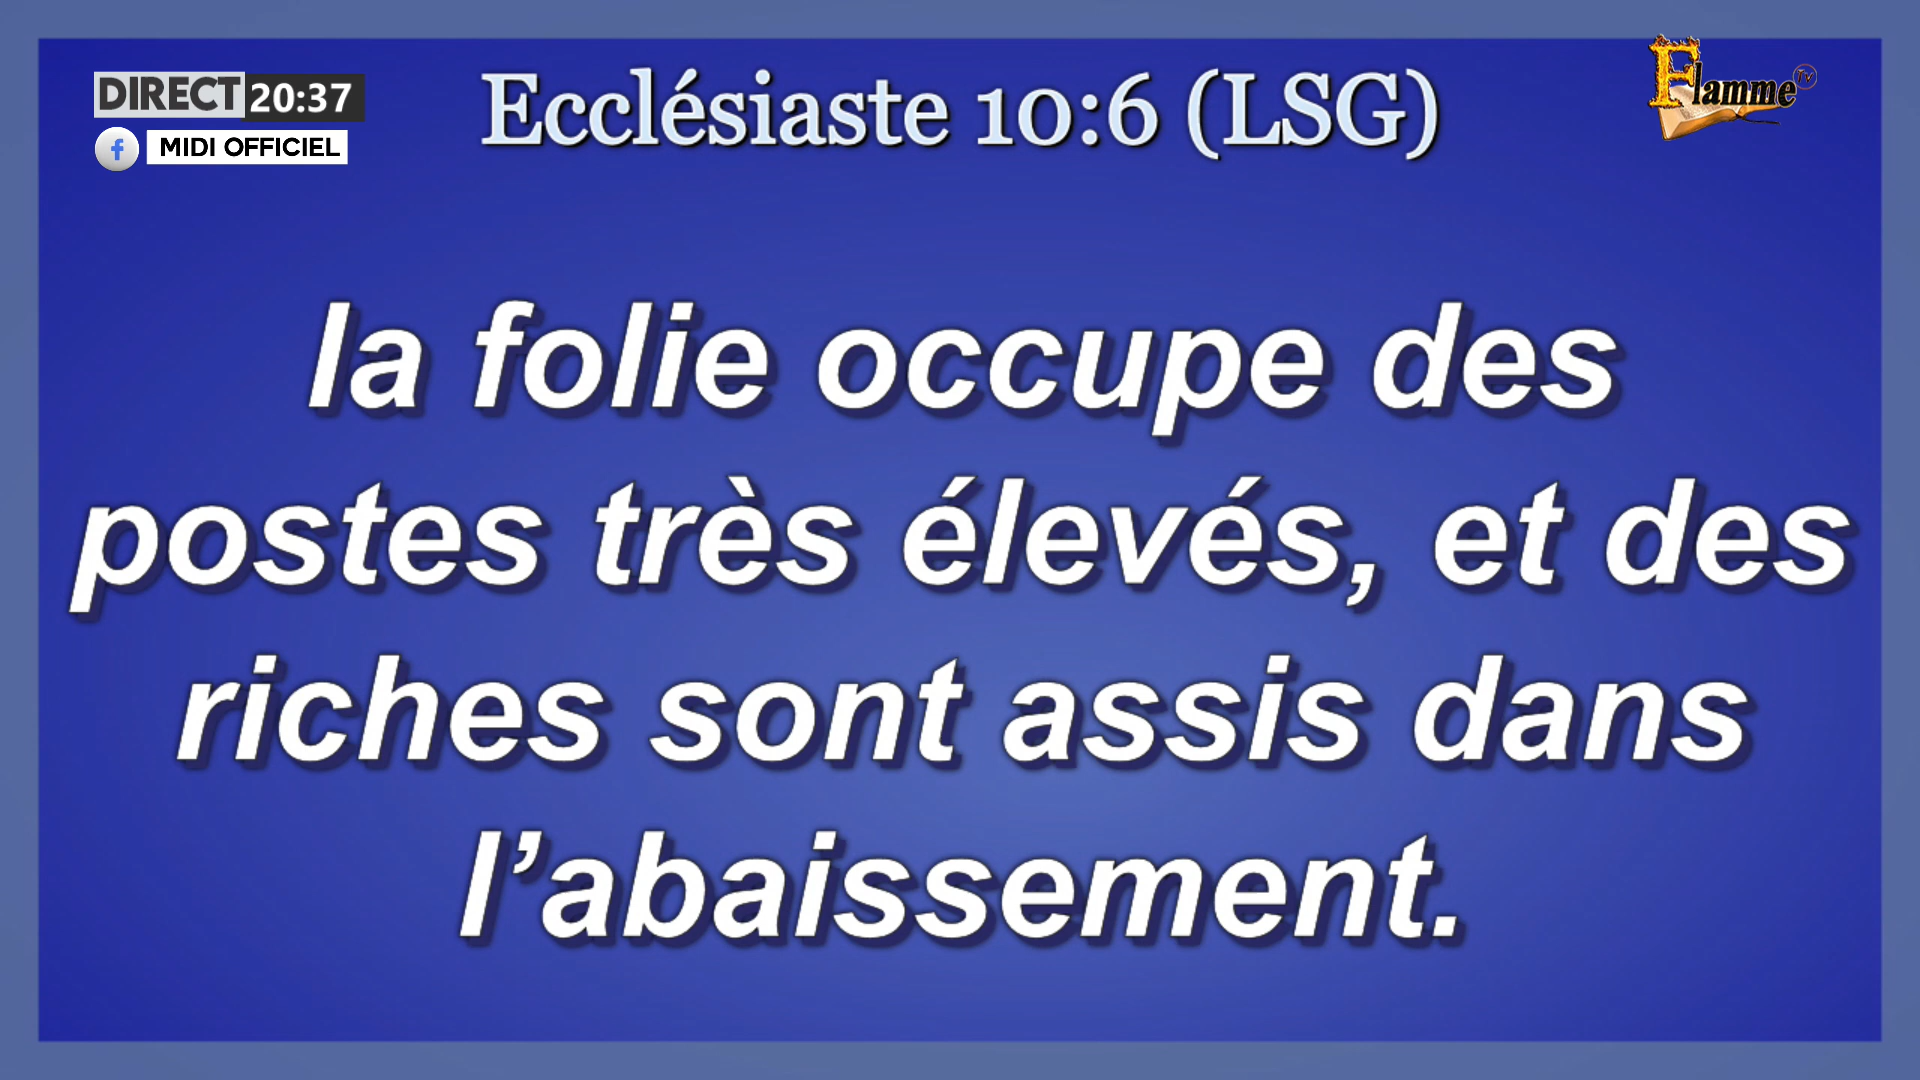 DIRECT 20:37
f MIDI OFFICIEL
Ecclésiaste 10:6 (LSG)
Flamme Tv
la folie occupe des
postes très élevés, et des
riches sont assis dans
l’abaissement.